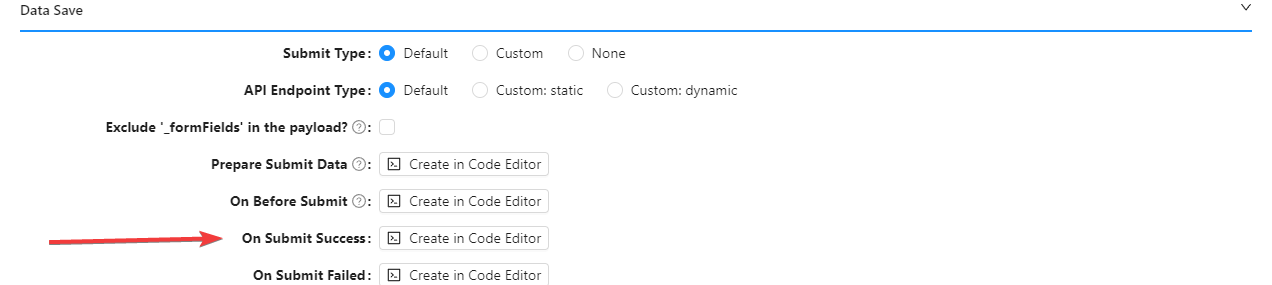 Data Save
Submit Type: Default Custom None
API Endpoint Type: Default Custom: static Custom: dynamic
Exclude '_formFields' in the payload? ?:
Prepare Submit Data ?: Create in Code Editor
On Before Submit ?: Create in Code Editor
On Submit Success: Create in Code Editor
On Submit Failed: Create in Code Editor